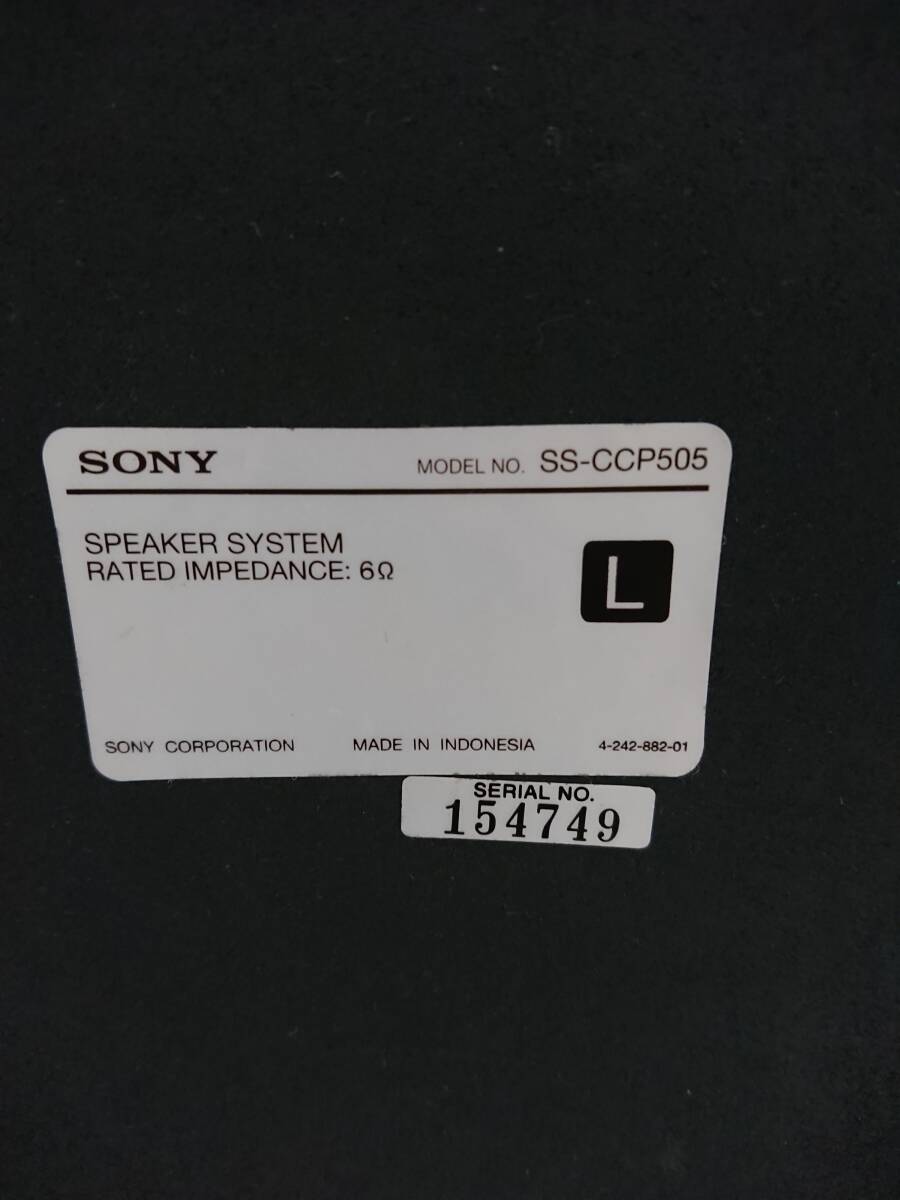 SONY MODEL NO. SS-CCP505
SPEAKER SYSTEM
RATED IMPEDANCE: 6Ω
L
SONY CORPORATION MADE IN INDONESIA 4-242-882-01
SERIAL NO.
154749